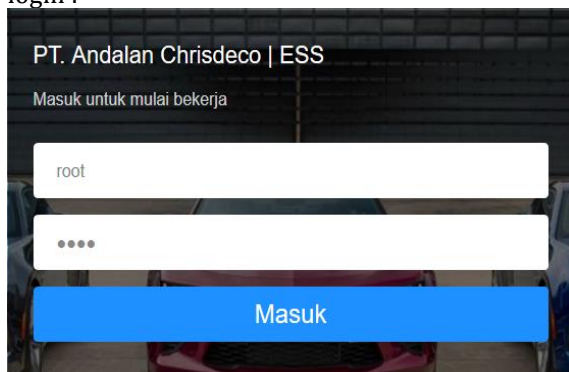 login :
PT. Andalan Chrisdeco | ESS
Masuk untuk mulai bekerja
root
••••
Masuk